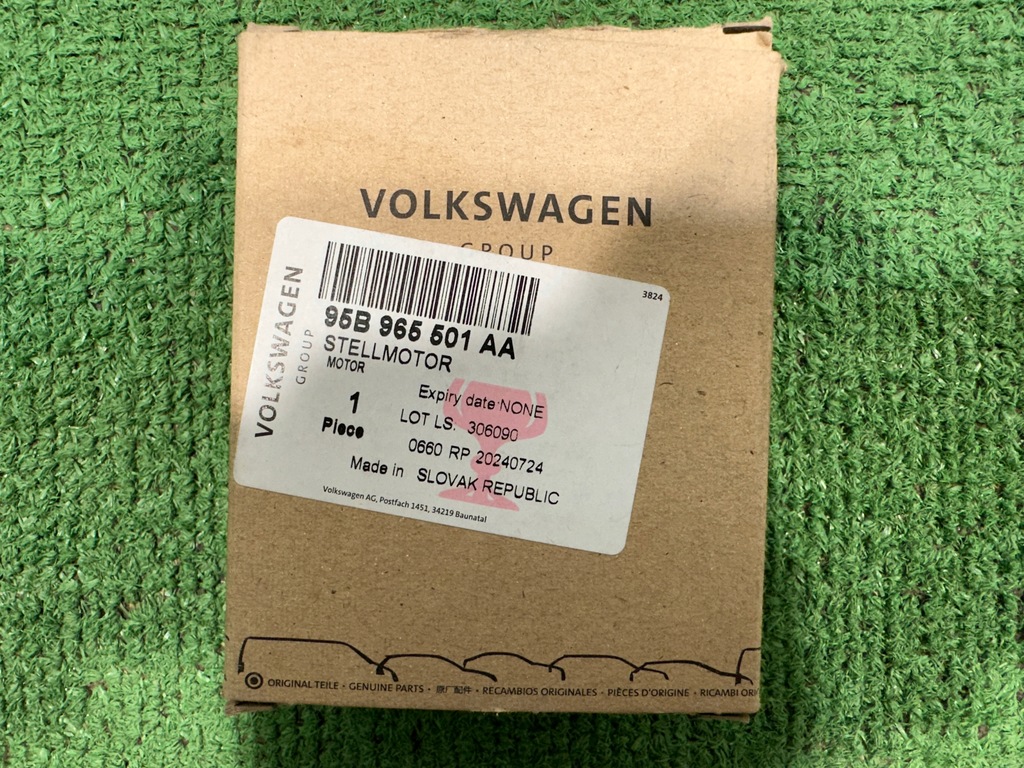 VOLKSWAGEN
GROUP
VOLKSWAGEN
GROUP
3824
95B 965 501 AA
STELLMOTOR
MOTOR
1
Piece
Expiry date:NONE
LOT LS. 306090
0660 RP 20240724
Made in SLOVAK REPUBLIC
Volkswagen AG, Postfach 1451, 34219 Baunatal
ORIGINAL TEILE • GENUINE PARTS • 原厂配件 • RECAMBIOS ORIGINALES • PIÈCES D'ORIGINE • RICAMBI ORI